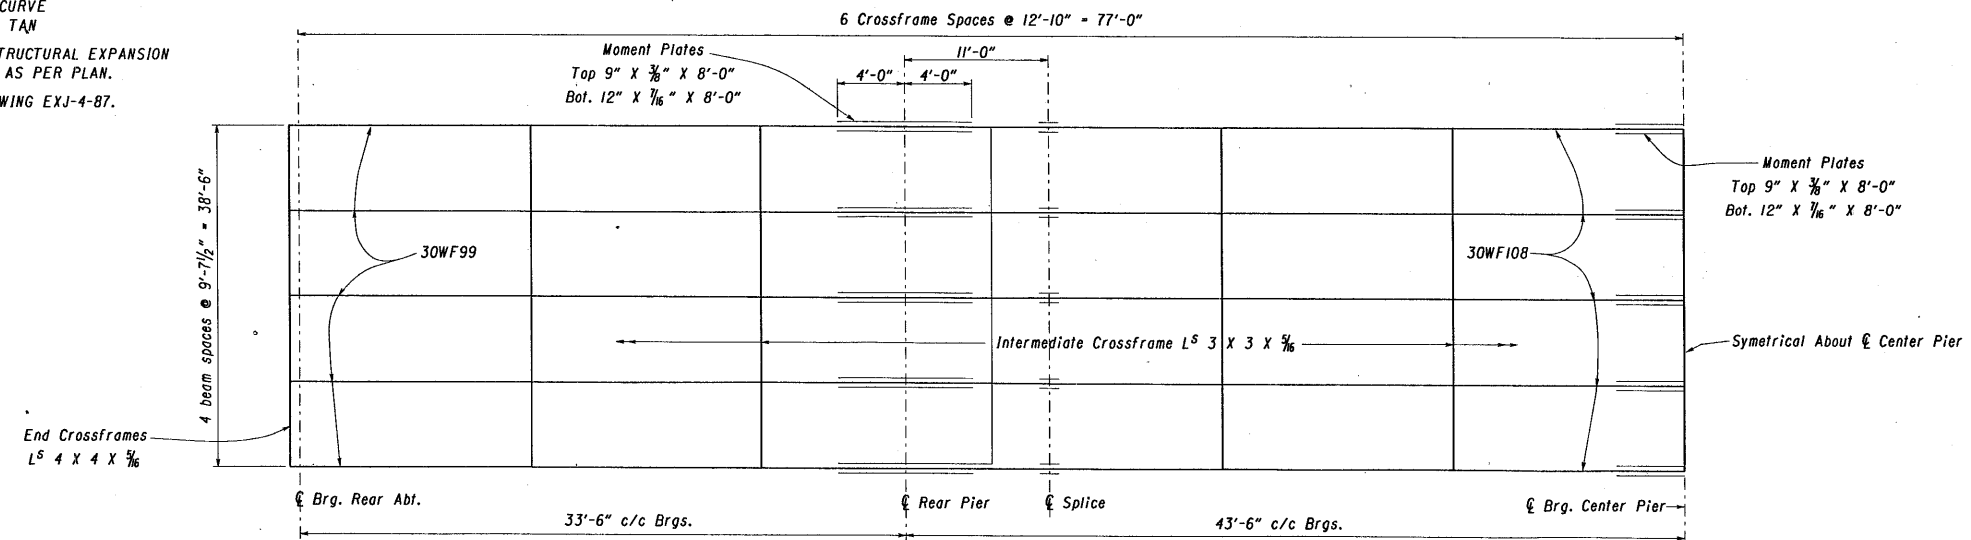 CURVE
TAN
TRUCTURAL EXPANSION
AS PER PLAN.
WING EXJ-4-87.
6 Crossframe Spaces @ 12'-10" = 77'-0"
Moment Plates
Top 9" X 3/8" X 8'-0"
Bot. 12" X 7/16" X 8'-0"
11'-0"
4'-0" 4'-0"
4 beam spaces @ 9'-7 1/2" = 38'-6"
30WF99
30WF108
Moment Plates
Top 9" X 3/8" X 8'-0"
Bot. 12" X 7/16" X 8'-0"
Intermediate Crossframe LS 3 X 3 X 5/16
Symetrical About ℄ Center Pier
End Crossframes
LS 4 X 4 X 5/16
℄ Brg. Rear Abt.
℄ Rear Pier
℄ Splice
℄ Brg. Center Pier
33'-6" c/c Brgs.
43'-6" c/c Brgs.